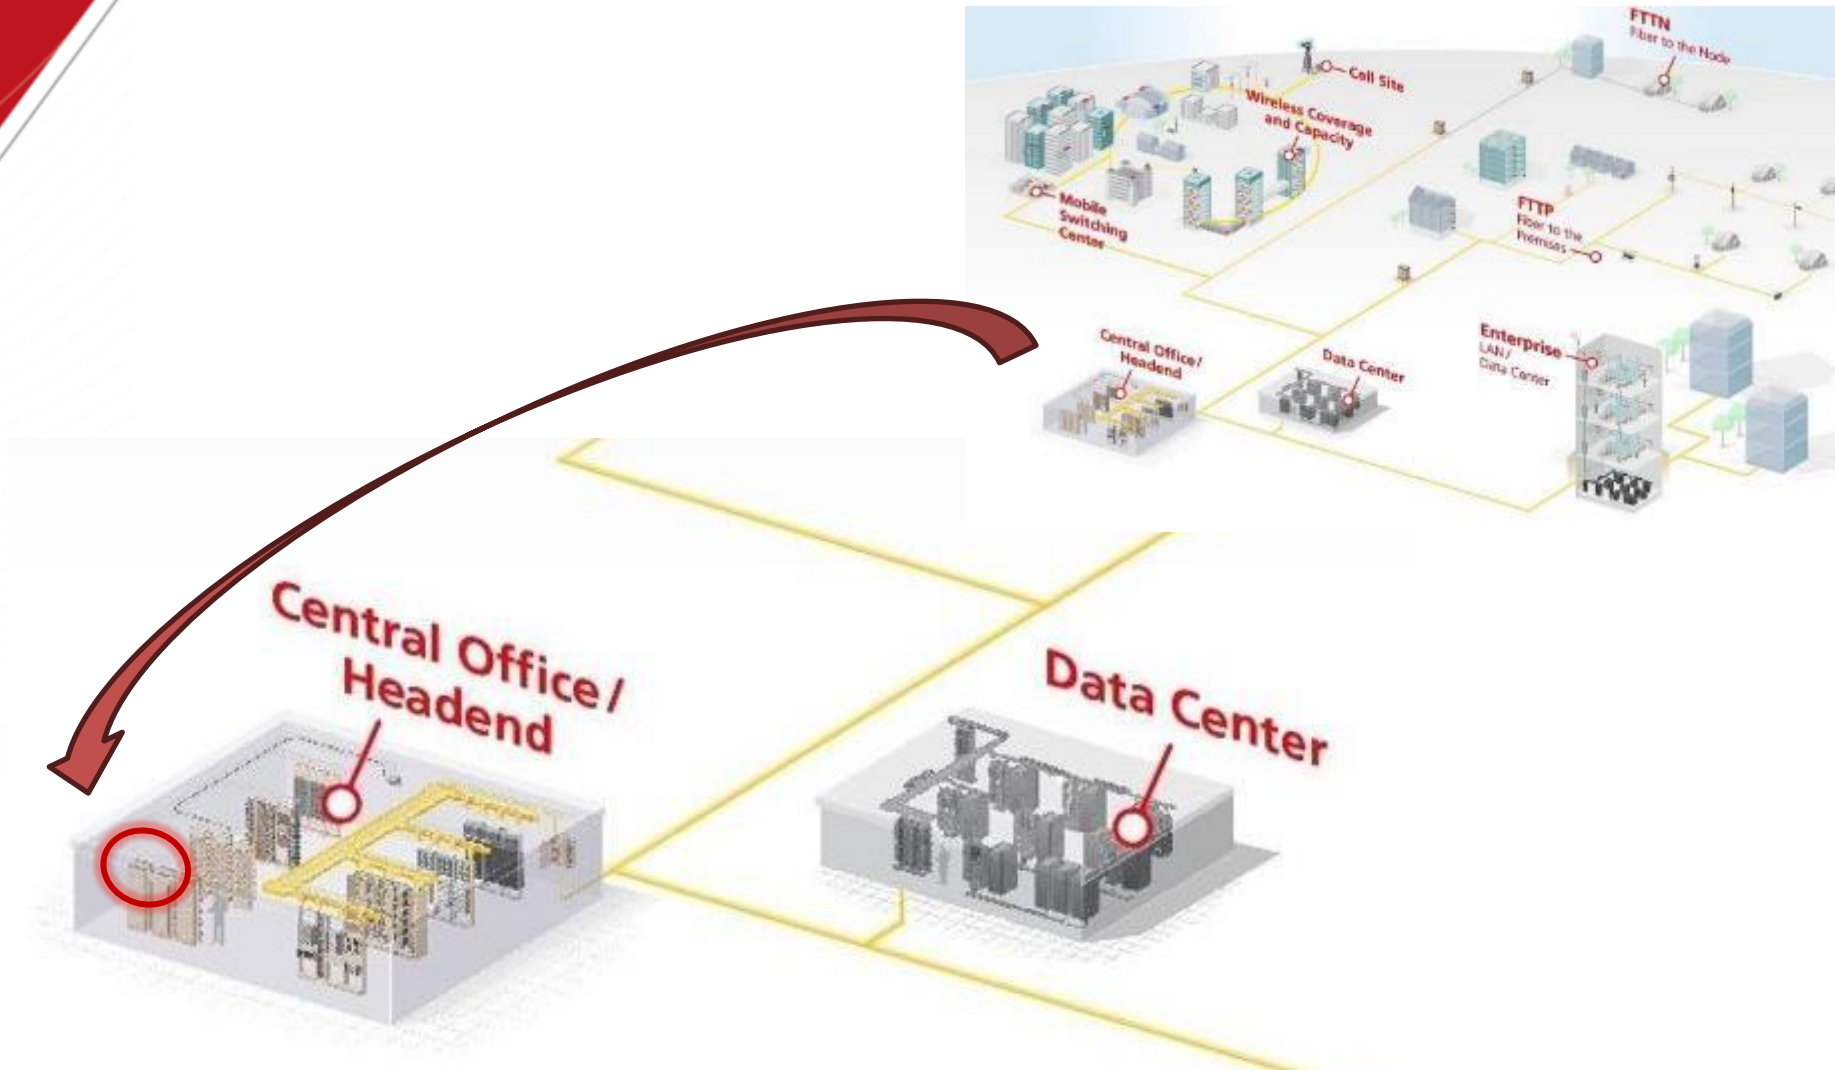 FTTN
Fiber to the Node
Cell Site
Wireless Coverage
and Capacity
Mobile
Switching
Center
FTTP
Fiber to the
Premises
Central Office/
Headend
Data Center
Enterprise
LAN/
Data Center
Central Office/
Headend
Data Center